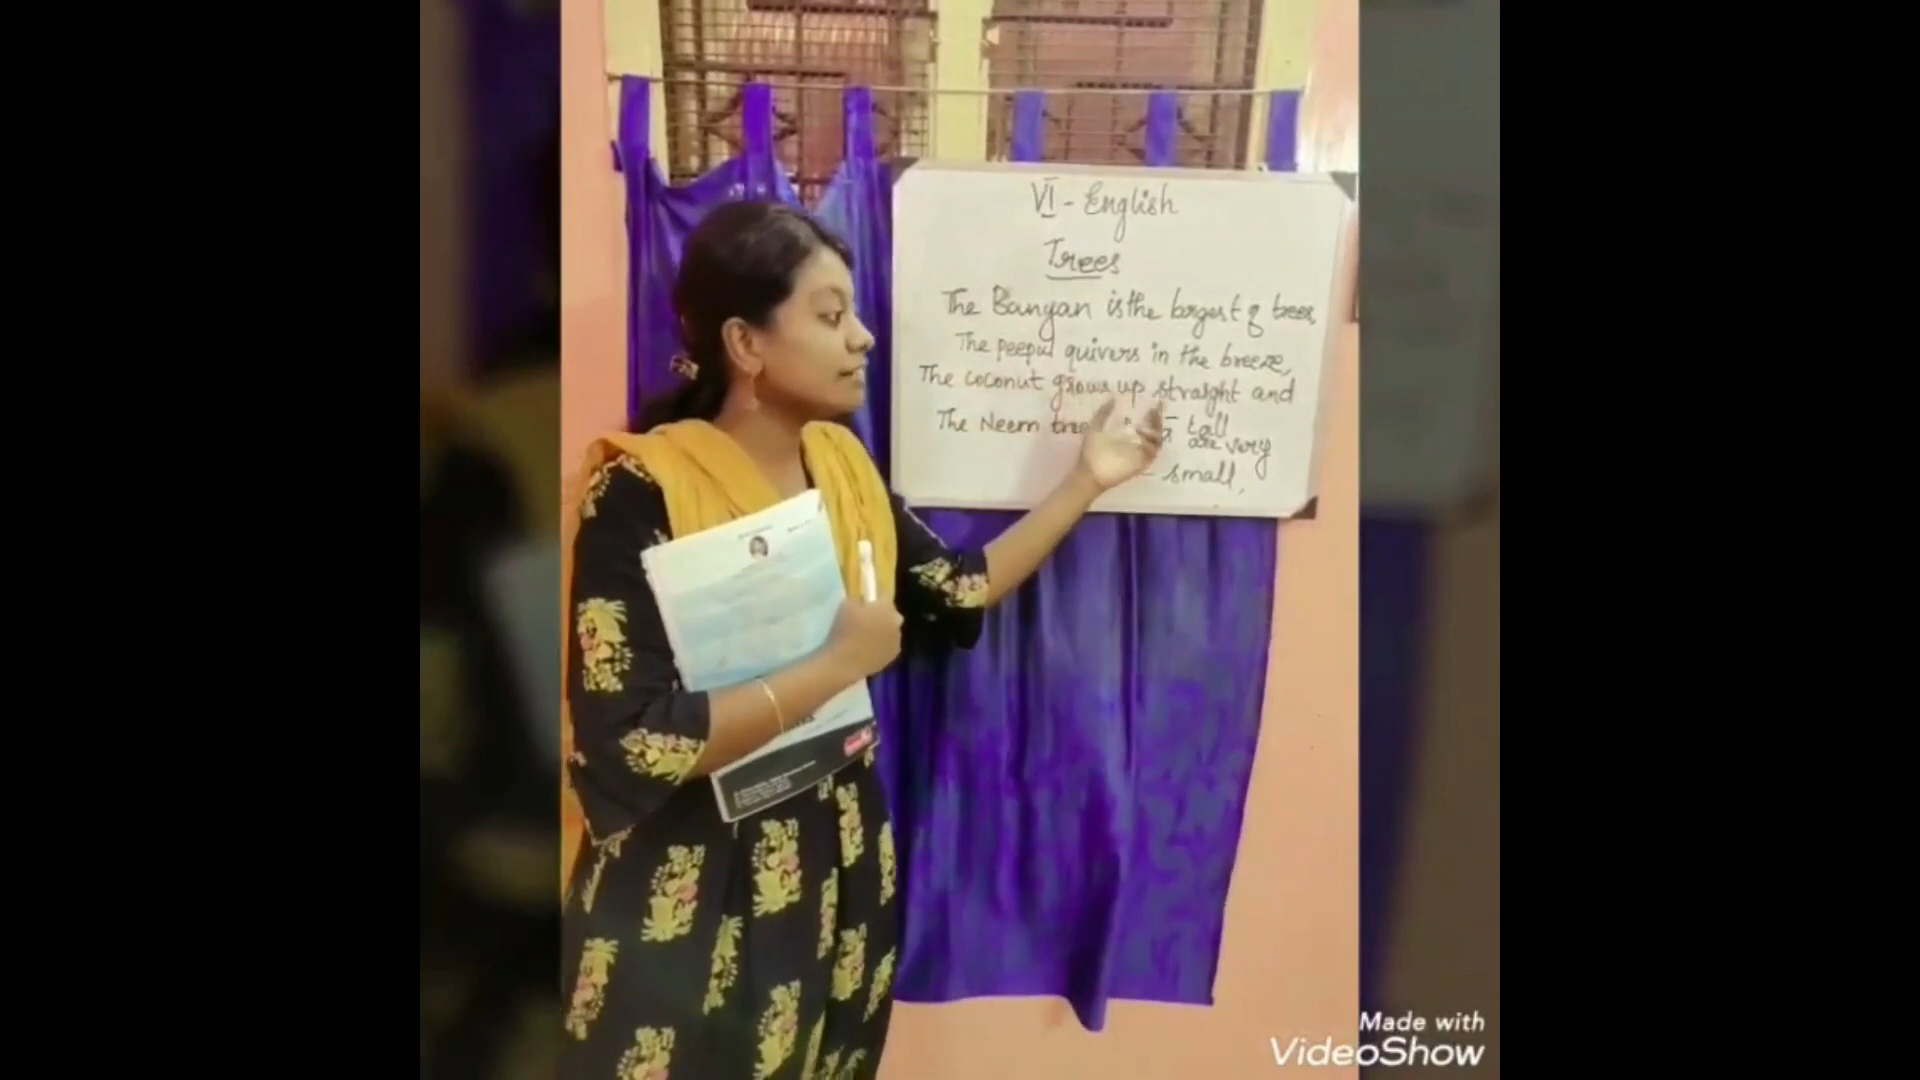 VI - English
Trees
The Banyan is the largest of trees,
The peepul quivers in the breeze,
The coconut grows up straight and
- tall
The Neem tree are very
- small,
Made with
VideoShow